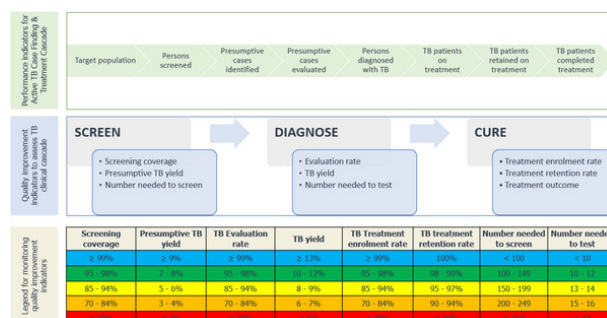 Performance indicators for
Active TB Case Finding &
Treatment Cascade
Target population
Persons
screened
Presumptive
cases
identified
Presumptive
cases
evaluated
Persons
diagnosed
with TB
TB patients
on
treatment
TB patients
retained on
treatment
TB patients
completed
treatment
Quality improvement
indicators to assess TB
clinical cascade
SCREEN
• Screening coverage
• Presumptive TB yield
• Number needed to screen
DIAGNOSE
• Evaluation rate
• TB yield
• Number needed to test
CURE
• Treatment enrolment rate
• Treatment retention rate
• Treatment outcome
Legend for monitoring
quality improvement
indicators
Screening coverage Presumptive TB yield TB Evaluation rate TB yield TB Treatment enrolment rate TB treatment retention rate Number needed to screen Number needed to test
≥ 99% ≥ 9% ≥ 99% ≥ 13% ≥ 99% 100% < 100 < 10
95 - 98% 7 - 8% 95 - 98% 10 - 12% 95 - 98% 98 - 99% 100 - 149 10 - 12
85 - 94% 5 - 6% 85 - 94% 8 - 9% 85 - 94% 95 - 97% 150 - 199 13 - 14
70 - 84% 3 - 4% 70 - 84% 6 - 7% 70 - 84% 90 - 94% 200 - 249 15 - 16